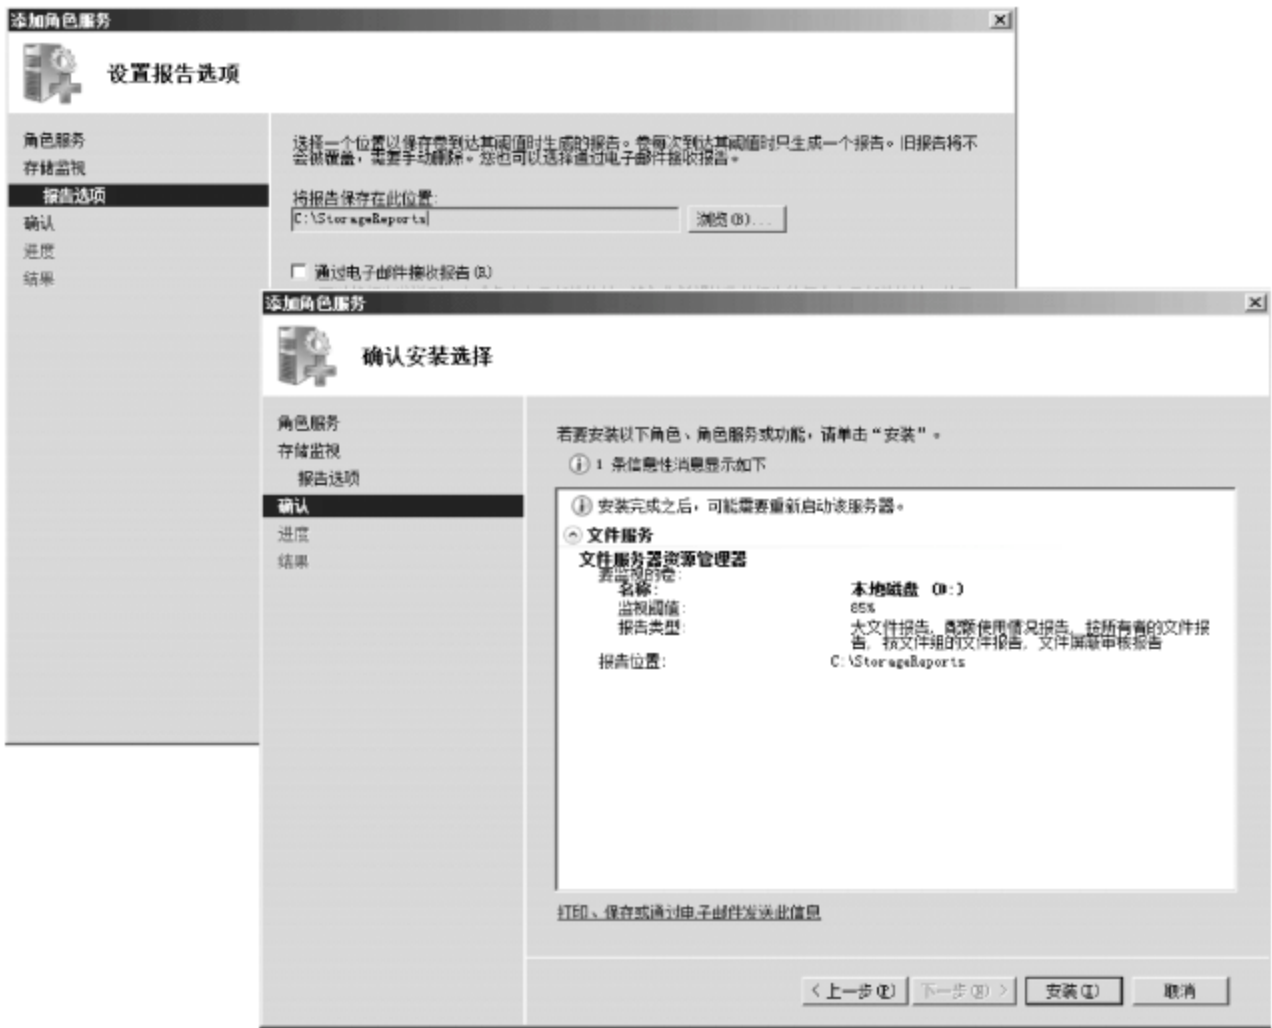 添加角色服务
设置报告选项
角色服务
存储监视
报告选项
确认
进度
结果
选择一个位置以保存卷到达其阈值时生成的报告。卷每次到达其阈值时只生成一个报告。旧报告将不
会被覆盖，需要手动删除。您也可以选择通过电子邮件接收报告。
将报告保存在此位置:
C:\StorageReports
浏览(B)...
通过电子邮件接收报告(R)
添加角色服务
确认安装选择
角色服务
存储监视
报告选项
确认
进度
结果
若要安装以下角色、角色服务或功能，请单击“安装”。
1 条信息性消息显示如下
安装完成之后，可能需要重新启动该服务器。
文件服务
文件服务器资源管理器
要监视的卷:
名称: 本地磁盘 (D:)
监视阈值: 85%
报告类型: 大文件报告, 配额使用情况报告, 按所有者的文件报
告, 按文件组的文件报告, 文件屏蔽审核报告
报告位置: C:\StorageReports
打印、保存或通过电子邮件发送此信息
< 上一步(P) 下一步(N) > 安装(I) 取消